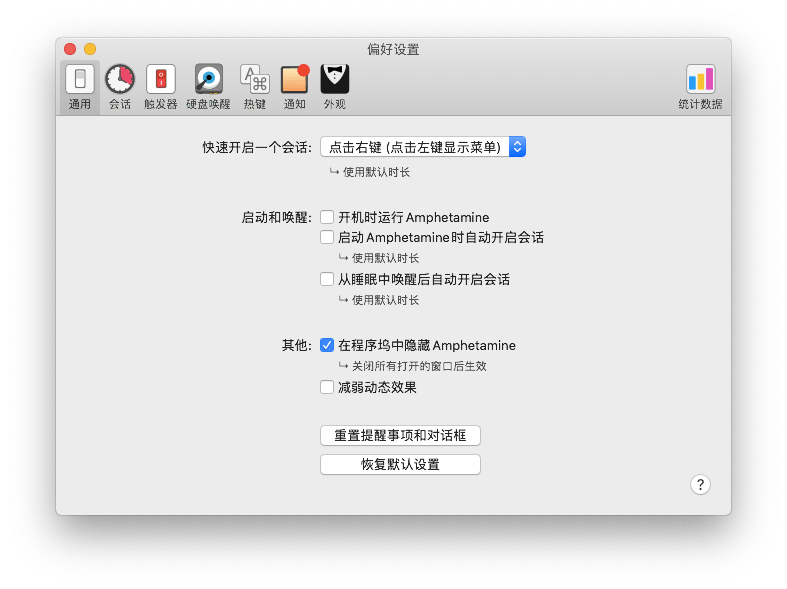 偏好设置
通用 会话 触发器 硬盘唤醒 热键 通知 外观 统计数据
快速开启一个会话: 点击右键 (点击左键显示菜单)
↪ 使用默认时长
启动和唤醒: 开机时运行 Amphetamine
启动 Amphetamine 时自动开启会话
↪ 使用默认时长
从睡眠中唤醒后自动开启会话
↪ 使用默认时长
其他: 在程序坞中隐藏 Amphetamine
↪ 关闭所有打开的窗口后生效
减弱动态效果
重置提醒事项和对话框
恢复默认设置
?